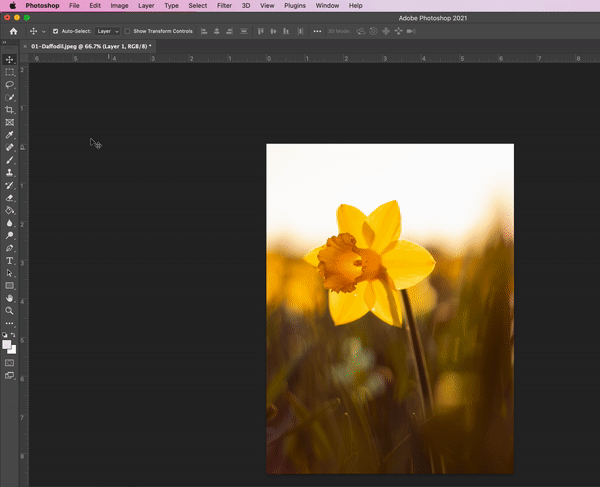 Photoshop File Edit Image Layer Type Select Filter 3D View Plugins Window Help
Adobe Photoshop 2021
Auto-Select: Layer Show Transform Controls 3D Mode:
× 01-Daffodil.jpeg @ 66.7% (Layer 1, RGB/8) *
6 5 4 3 2 1 0 1 2 3 4 5 6 7 8
2
1
0
1
2
3
4
5
6
7
8